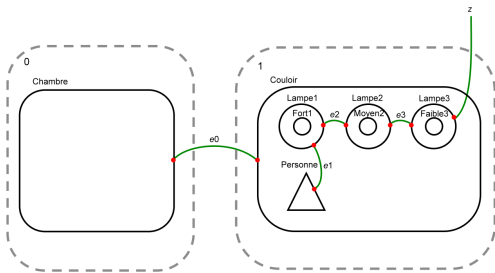 z
0
1
Chambre
Couloir
Lampe1 Lampe2 Lampe3
Fort1 Moyen2 Faible3
e2 e3
e0
Personne e1